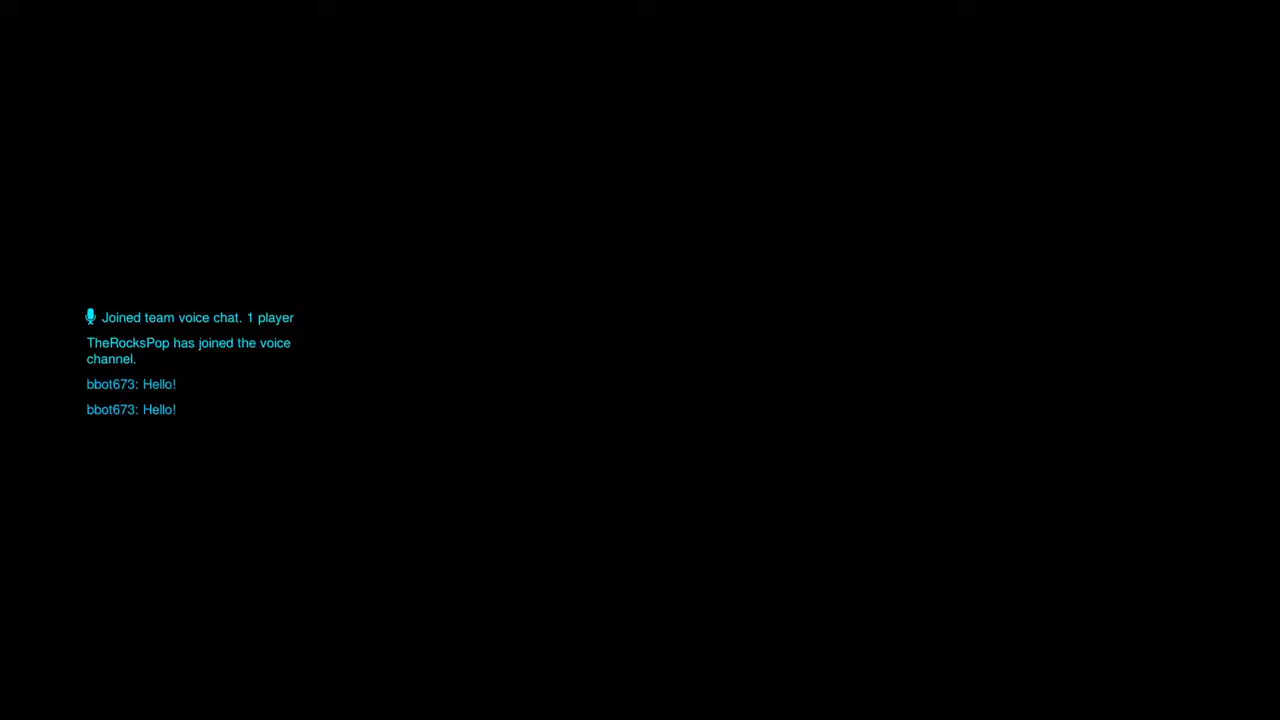 Joined team voice chat. 1 player
TheRocksPop has joined the voice
channel.
bbot673: Hello!
bbot673: Hello!